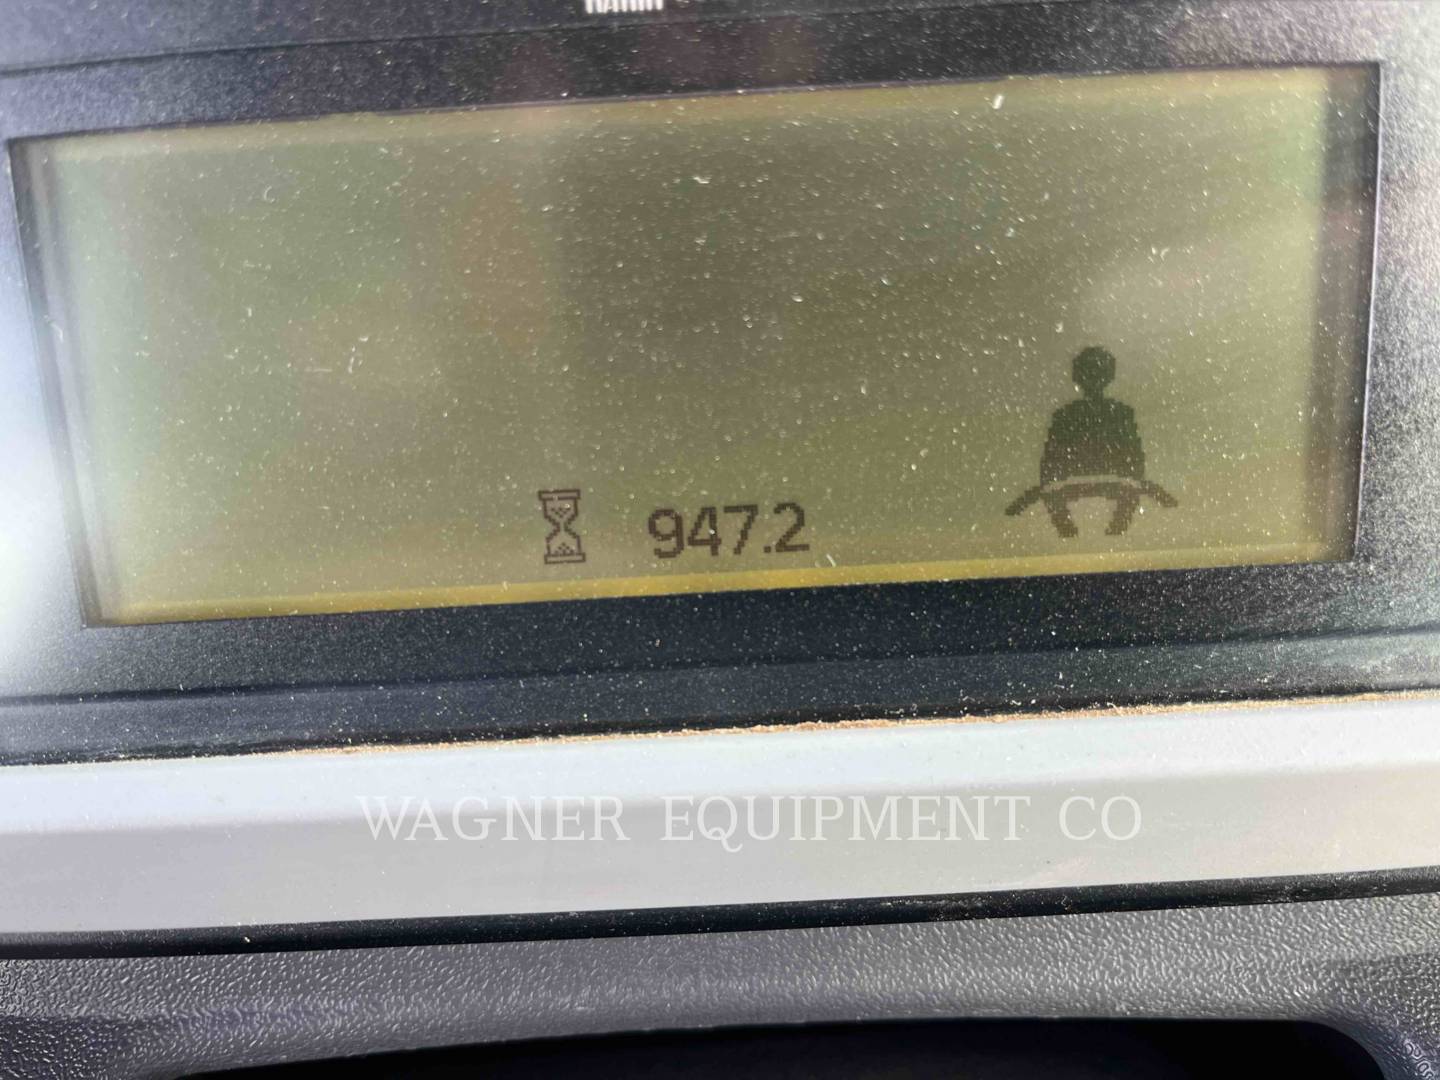 947.2
WAGNER EQUIPMENT CO